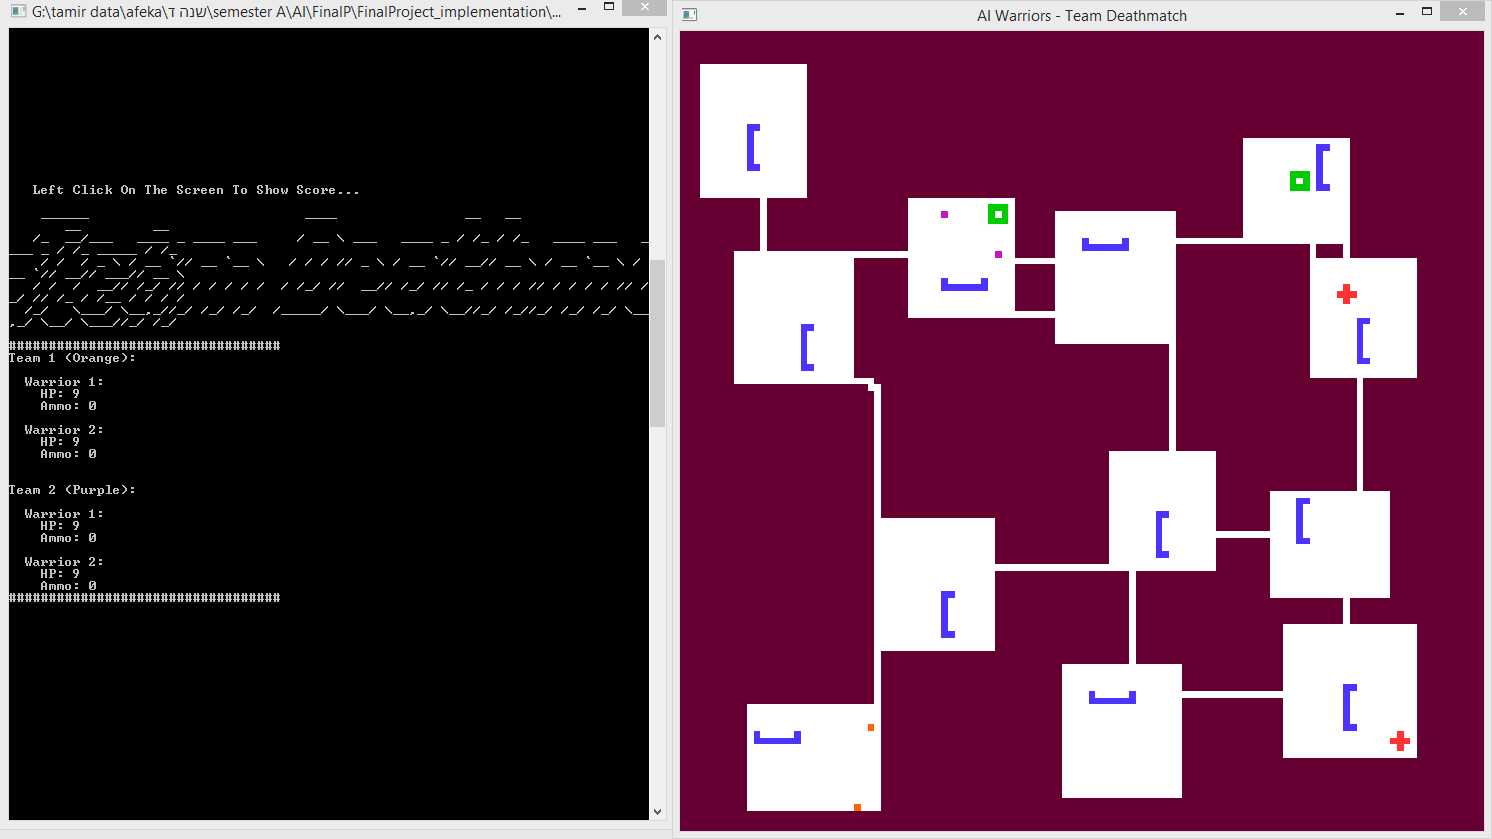 G:\tamir data\afeka\שנה ד\semester A\AI\FinalP\FinalProject_implementation\...
AI Warriors - Team Deathmatch
Left Click On The Screen To Show Score...
##################################
Team 1 (Orange):
Warrior 1:
HP: 9
Ammo: 0
Warrior 2:
HP: 9
Ammo: 0
Team 2 (Purple):
Warrior 1:
HP: 9
Ammo: 0
Warrior 2:
HP: 9
Ammo: 0
##################################